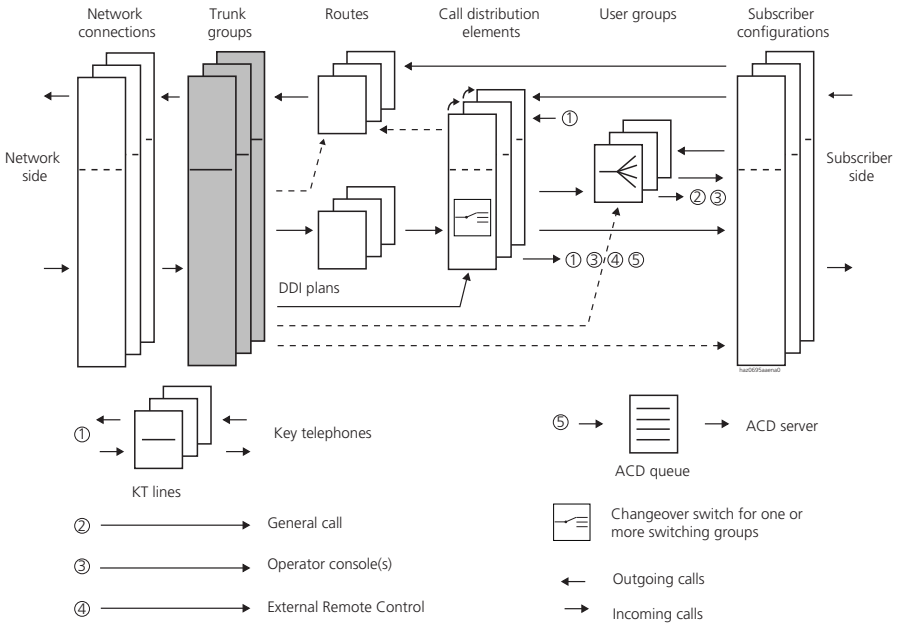 Network
connections
Trunk
groups
Routes
Call distribution
elements
User groups
Subscriber
configurations
①
Network
side
Subscriber
side
② ③
① ③ ④ ⑤
DDI plans
haz0695aaena0
①
Key telephones
KT lines
⑤
ACD server
ACD queue
② General call
Changeover switch for one or
more switching groups
③ Operator console(s)
Outgoing calls
④ External Remote Control
Incoming calls